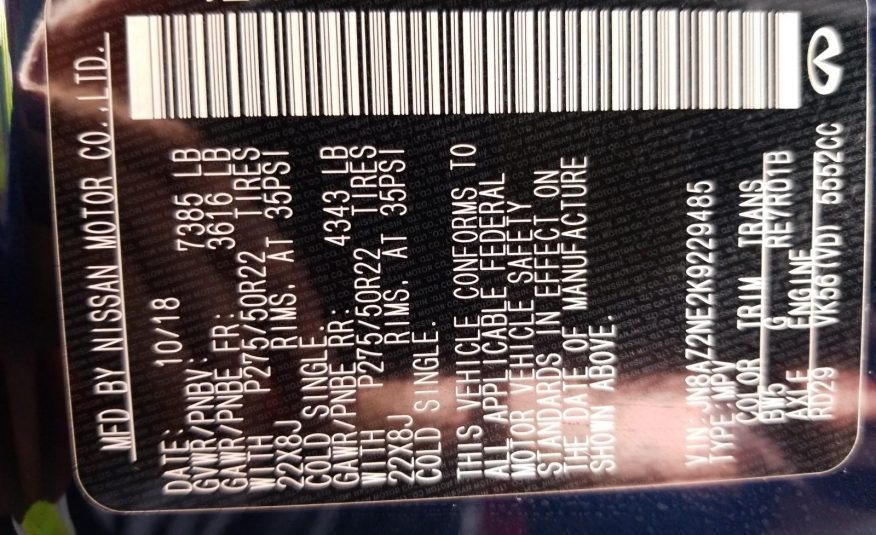 MFD BY NISSAN MOTOR CO.,LTD.
DATE: 10/18
GVWR/PNBV: 7385 LB
GAWR/PNBE FR: 3616 LB
WITH P275/50R22 TIRES
22X8J RIMS, AT 35PSI
COLD SINGLE.
GAWR/PNBE RR: 4343 LB
WITH P275/50R22 TIRES
22X8J RIMS, AT 35PSI
COLD SINGLE.
THIS VEHICLE CONFORMS TO
ALL APPLICABLE FEDERAL
MOTOR VEHICLE SAFETY
STANDARDS IN EFFECT ON
THE DATE OF MANUFACTURE
SHOWN ABOVE.
VIN:JN8AZ2NE2K9229485
TYPE:MPV
COLOR TRIM TRANS
BW5 G RE7R01B
AXLE ENGINE
RD29 VK56(VD) 5552CC